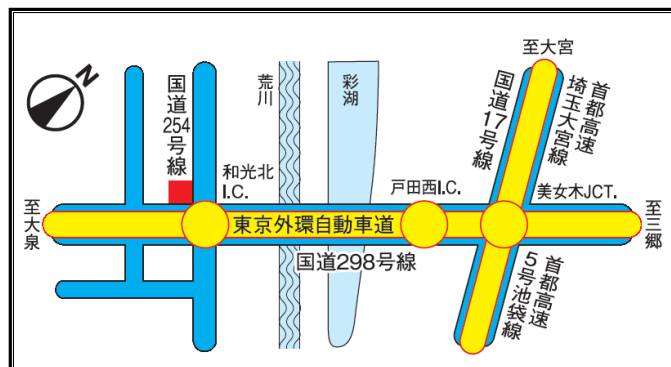 N
国道254号線
荒川
彩湖
至大宮
国道17号線
首都高速
埼玉大宮線
和光北
I.C.
戸田西I.C.
美女木JCT.
至大泉
東京外環自動車道
至三郷
国道298号線
首都高速
5号池袋線